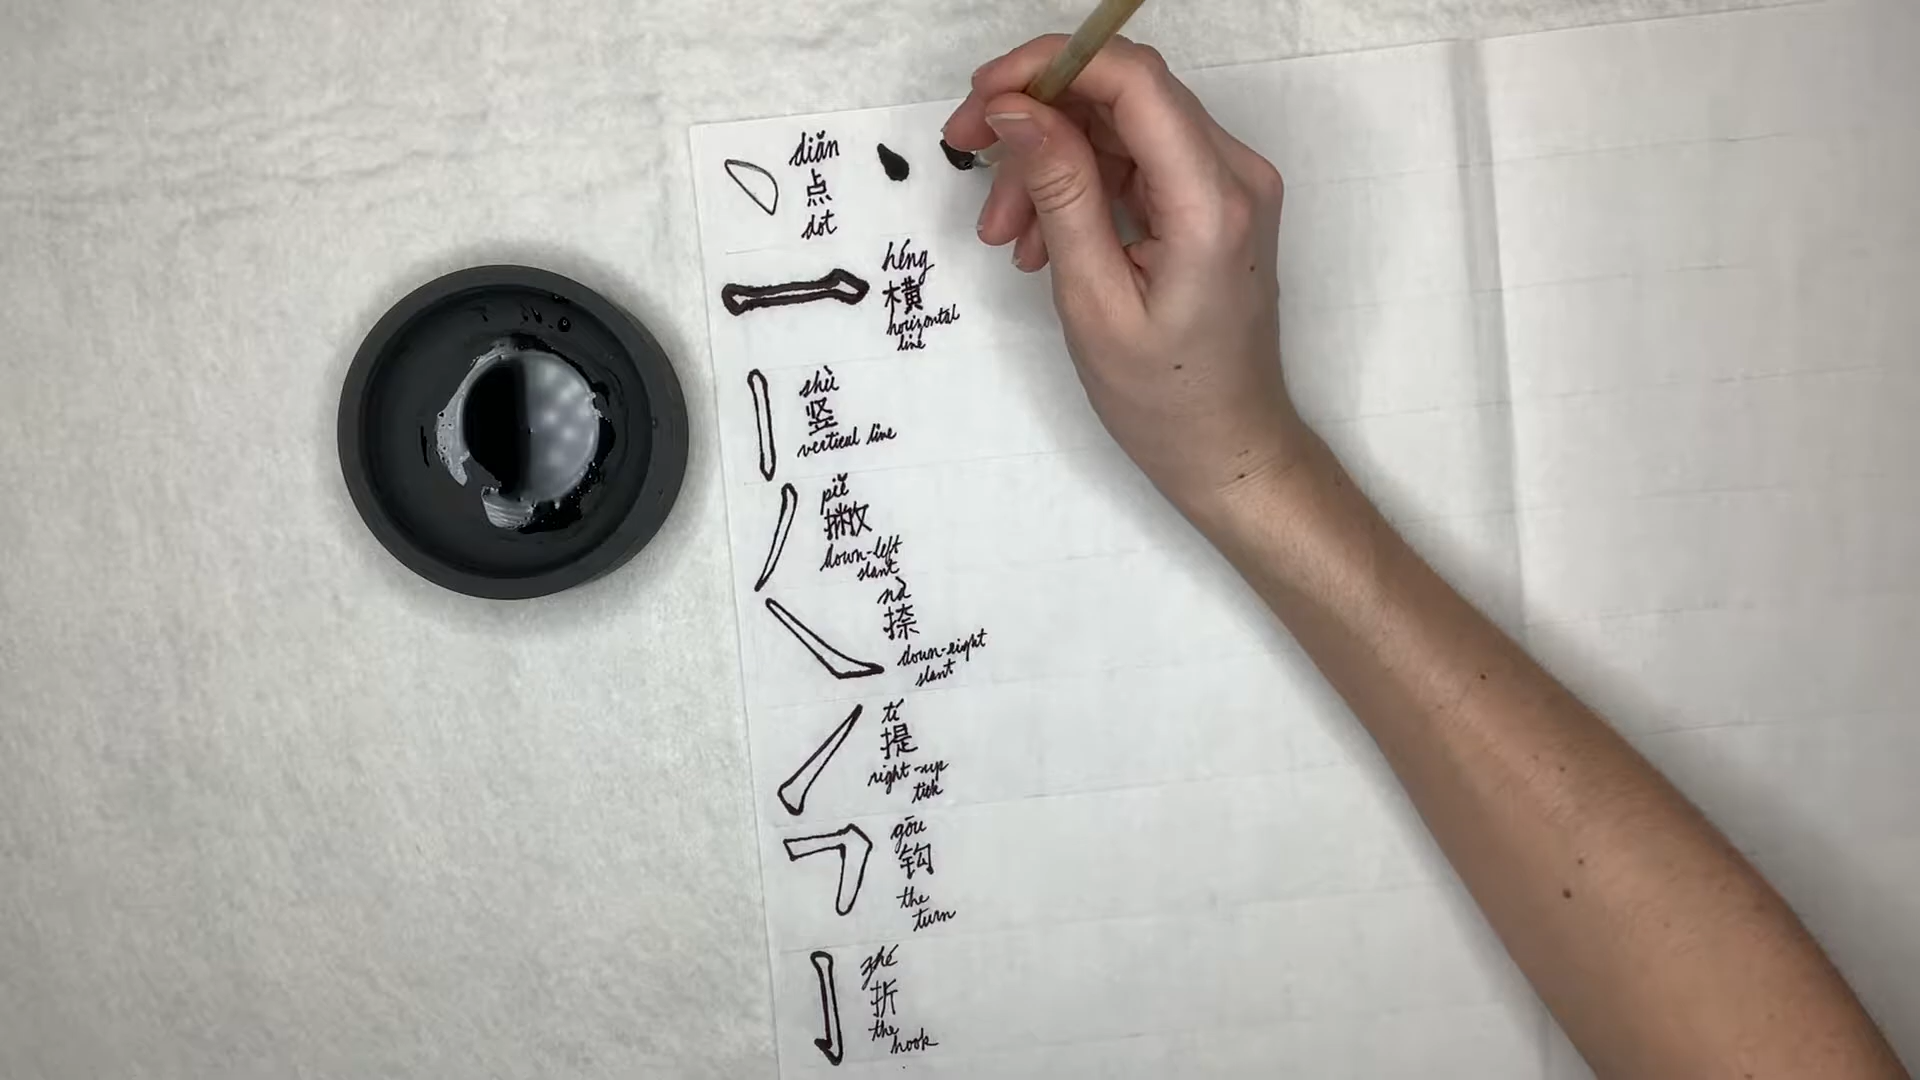 diǎn
点
dot
héng
横
horizontal
line
shù
竖
vertical line
piě
撇
down-left
slant
nà
捺
down-right
slant
tí
提
right-up
tick
gōu
钩
the
turn
zhé
折
the
hook